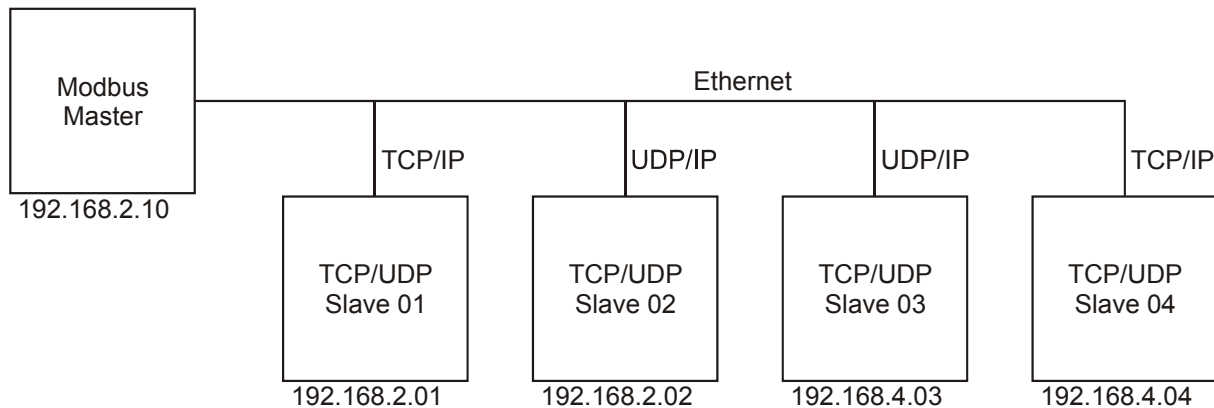 Modbus
Master
192.168.2.10
Ethernet
TCP/IP
UDP/IP
UDP/IP
TCP/IP
TCP/UDP
Slave 01
192.168.2.01
TCP/UDP
Slave 02
192.168.2.02
TCP/UDP
Slave 03
192.168.4.03
TCP/UDP
Slave 04
192.168.4.04